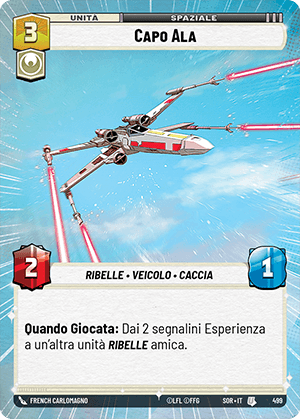 UNITÀ SPAZIALE
3
CAPO ALA
2
1
RIBELLE • VEICOLO • CACCIA
Quando Giocata: Dai 2 segnalini Esperienza
a un'altra unità RIBELLE amica.
FRENCH CARLOMAGNO ©LFL ©FFG SOR • IT 499